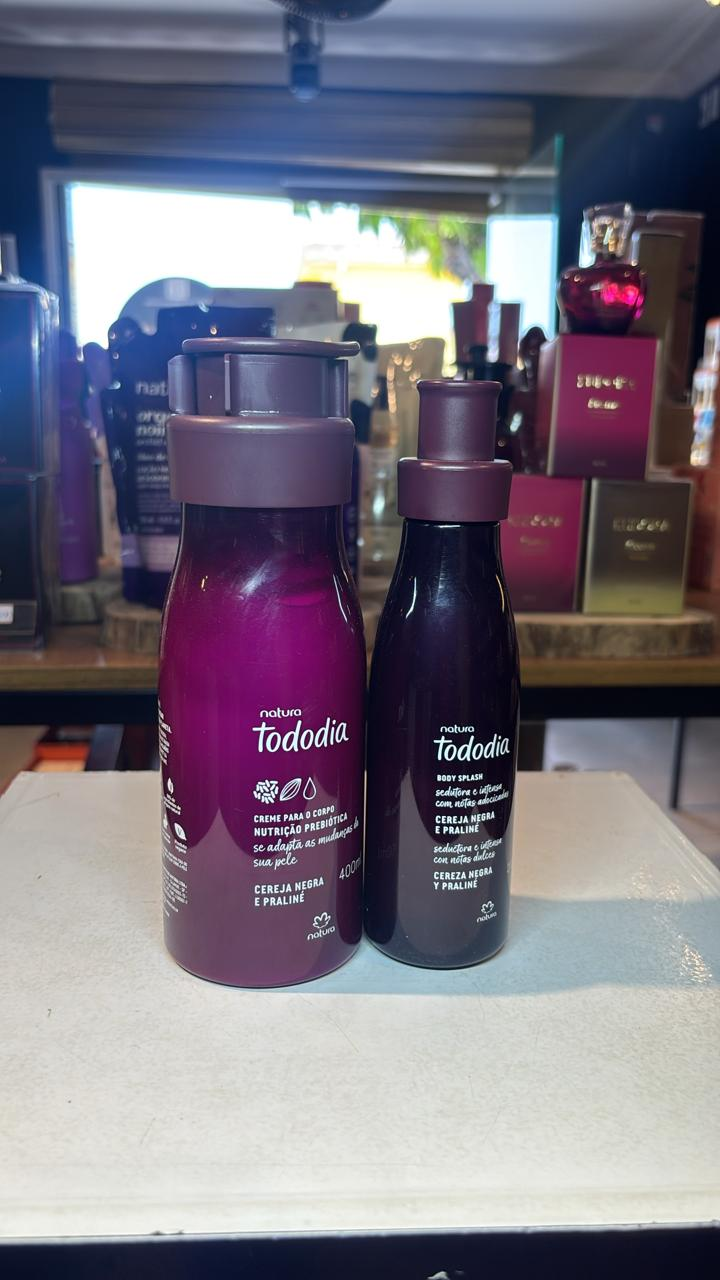 natura
Tododia
CREME PARA O CORPO
NUTRIÇÃO PREBIÓTICA
se adapta as mudanças da
sua pele
400ml
CEREJA NEGRA
E PRALINÉ
natura
natura
Tododia
BODY SPLASH
sedutora e intensa
com notas adocicadas
CEREJA NEGRA
E PRALINÉ
seductora e intensa
con notas dulces
CEREZA NEGRA
Y PRALINÉ
natura